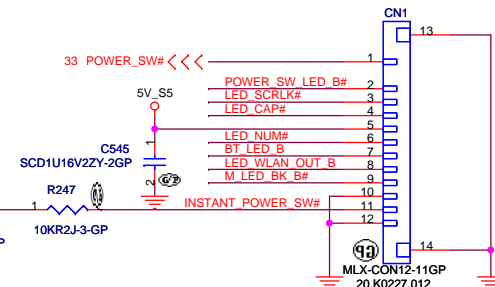 CN1
13
33 POWER_SW#
1
POWER_SW_LED_B#
2
5V_S5
LED_SCRLK#
3
LED_CAP#
4
5
1
C545
LED_NUM#
6
SCD1U16V2ZY-2GP
BT_LED_B
7
LED_WLAN_OUT_B
8
2
G/P
M_LED_BK_B#
9
R247
10
1
INSTANT_POWER_SW#
11
12
10KR2J-3-GP
14
MLX-CON12-11GP
20.K0227.012